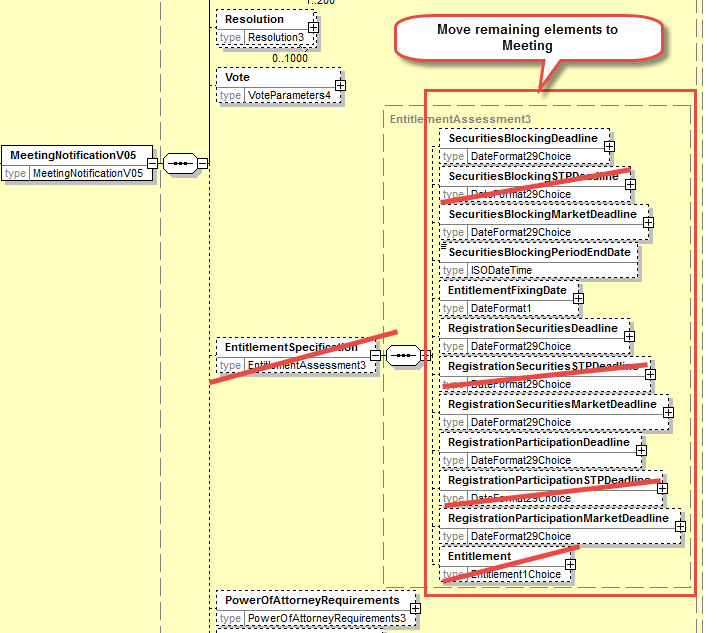 1..200
Resolution
type Resolution3
0..1000
Vote
type VoteParameters4
Move remaining elements to
Meeting
EntitlementAssessment3
MeetingNotificationV05
type MeetingNotificationV05
SecuritiesBlockingDeadline
type DateFormat29Choice
SecuritiesBlockingSTPDeadline
type DateFormat29Choice
SecuritiesBlockingMarketDeadline
type DateFormat29Choice
SecuritiesBlockingPeriodEndDate
type ISODateTime
EntitlementFixingDate
type DateFormat1
RegistrationSecuritiesDeadline
type DateFormat29Choice
EntitlementSpecification
type EntitlementAssessment3
RegistrationSecuritiesSTPDeadline
type DateFormat29Choice
RegistrationSecuritiesMarketDeadline
type DateFormat29Choice
RegistrationParticipationDeadline
type DateFormat29Choice
RegistrationParticipationSTPDeadline
type DateFormat29Choice
RegistrationParticipationMarketDeadline
type DateFormat29Choice
Entitlement
type Entitlement1Choice
PowerOfAttorneyRequirements
type PowerOfAttorneyRequirements3